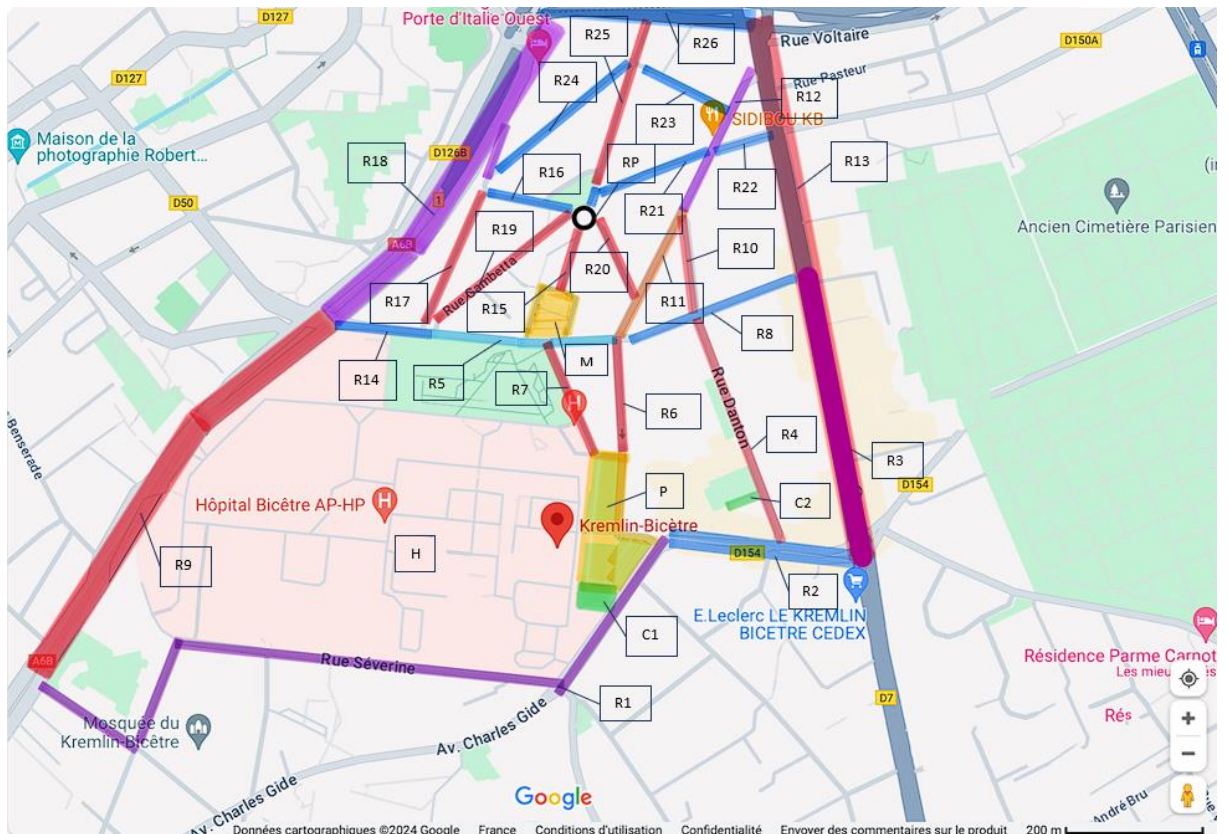 D127
Porte d'Italie Ouest
R25
R26
Rue Voltaire
D150A
D127
R24
Rue Pasteur
R12
R23
SIDIBOU KB
Maison de la
photographie Robert...
D126B
R18
R16
RP
R22
R13
1
D50
R19
R21
Ancien Cimetière Parisien
A6B
R20
R10
Rue Gambetta
R17
R15
R11
R8
R14
R5
M
R7
R6
Rue Danton
R4
Benserade
R3
D154
Hôpital Bicêtre AP-HP
P
C2
Kremlin-Bicètre
H
D154
R9
R2
E.Leclerc LE KREMLIN
BICETRE CEDEX
C1
A6B
Rue Séverine
Résidence Parme Carnot
Les mieu
D7
R1
Rés
Mosquée du
Kremlin-Bicêtre
Av. Charles Gide
Google
Av. Charles Gide
André Bru
Données cartographiques ©2024 Google France Conditions d'utilisation Confidentialité Envoyer des commentaires sur le produit 200 m